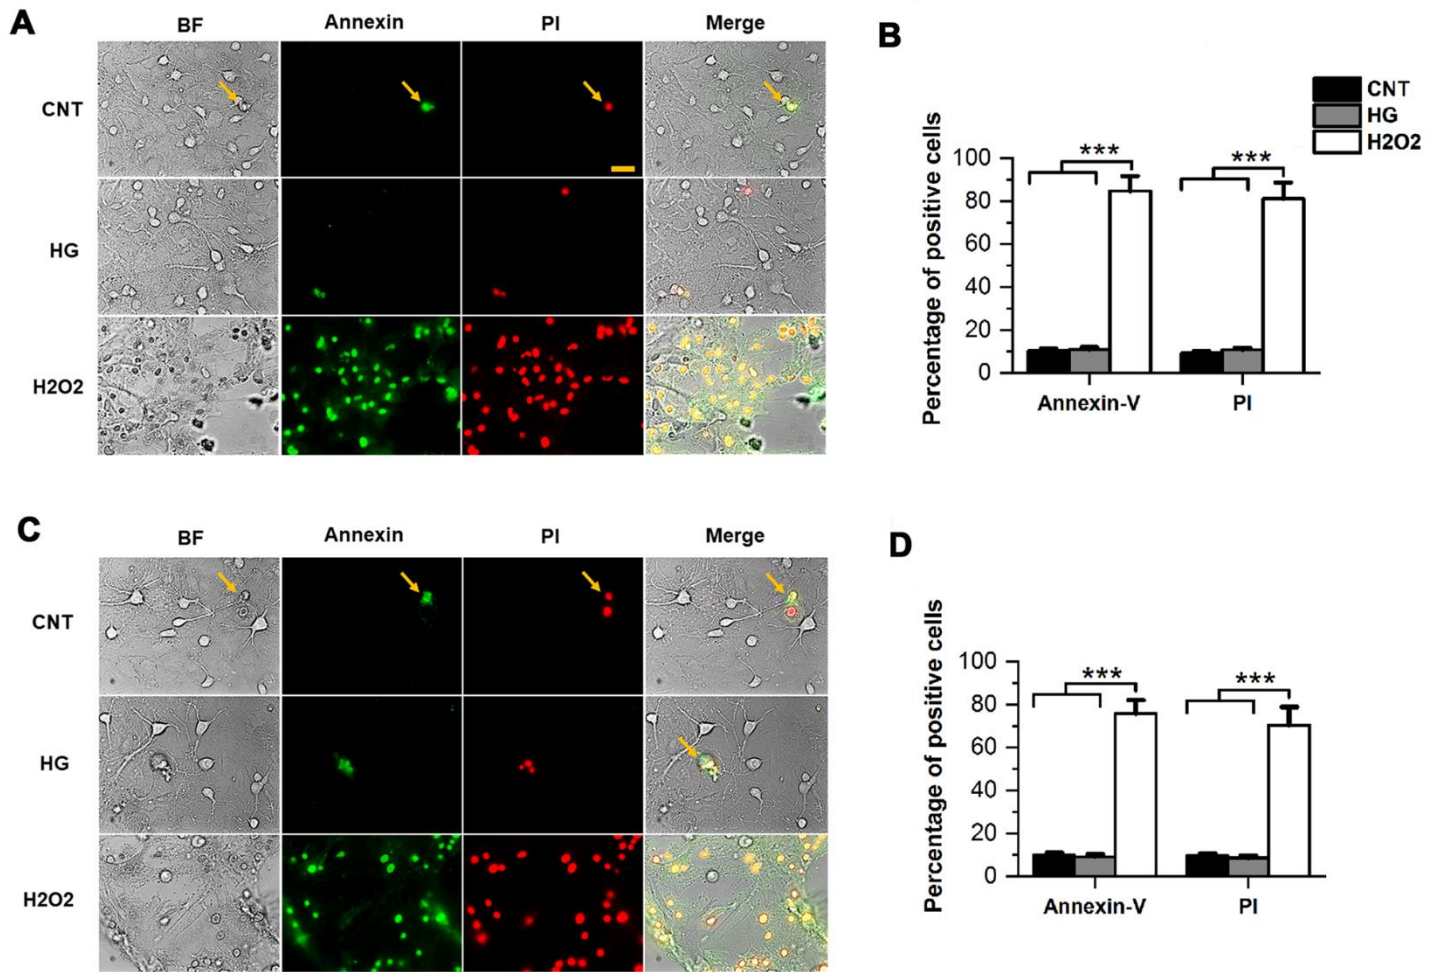 A
BF
Annexin
PI
Merge
CNT
HG
H2O2
B
CNT
HG
H2O2
Percentage of positive cells
100
80
60
40
20
0
***
***
Annexin-V
PI
C
BF
Annexin
PI
Merge
CNT
HG
H2O2
D
Percentage of positive cells
100
80
60
40
20
0
***
***
Annexin-V
PI